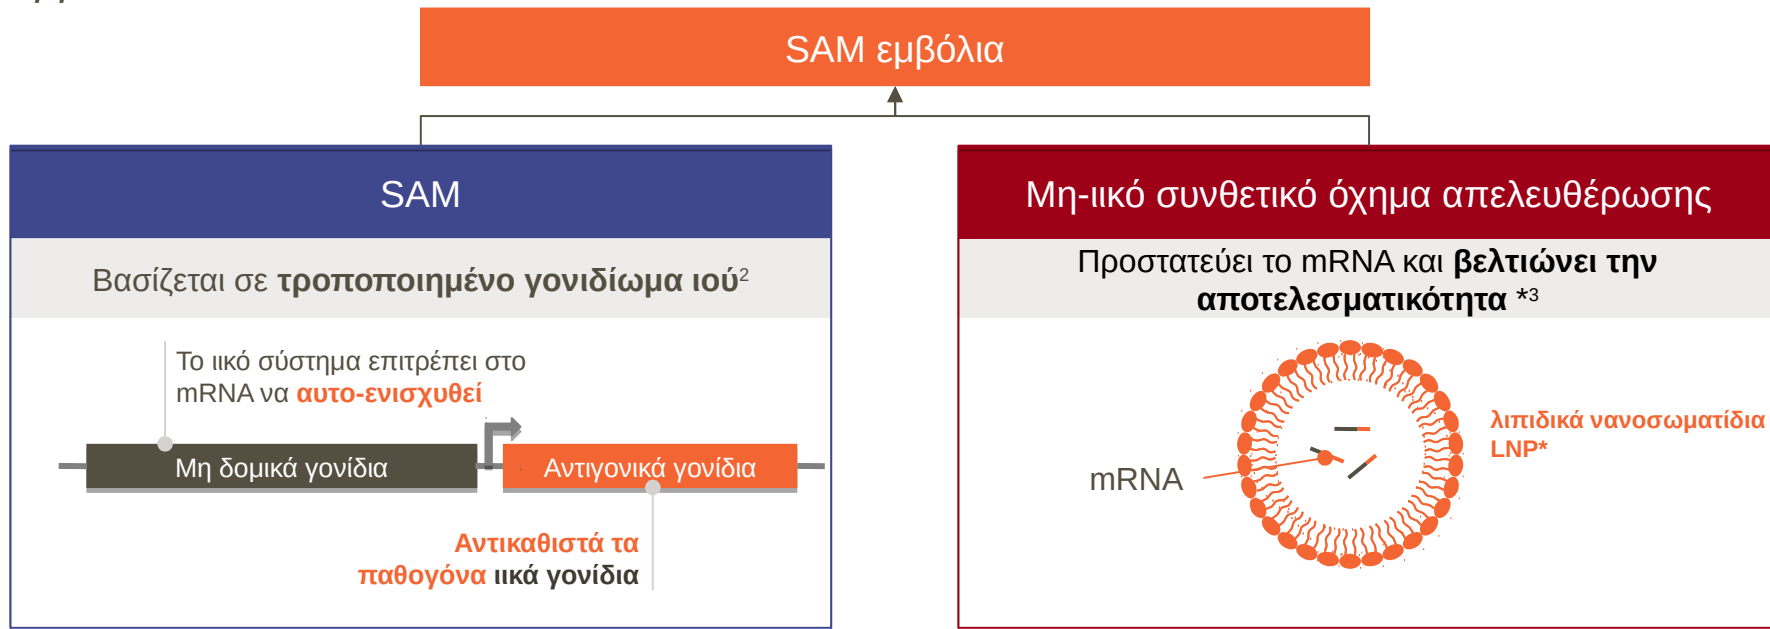 SAM εμβόλια
SAM
Βασίζεται σε τροποποιημένο γονιδίωμα ιού2
Το ιικό σύστημα επιτρέπει στο
mRNA να αυτο-ενισχυθεί
Μη δομικά γονίδια
Αντιγονικά γονίδια
Αντικαθιστά τα
παθογόνα ιικά γονίδια
Μη-ιικό συνθετικό όχημα απελευθέρωσης
Προστατεύει το mRNA και βελτιώνει την
αποτελεσματικότητα *3
mRNA
λιπιδικά νανοσωματίδια
LNP*